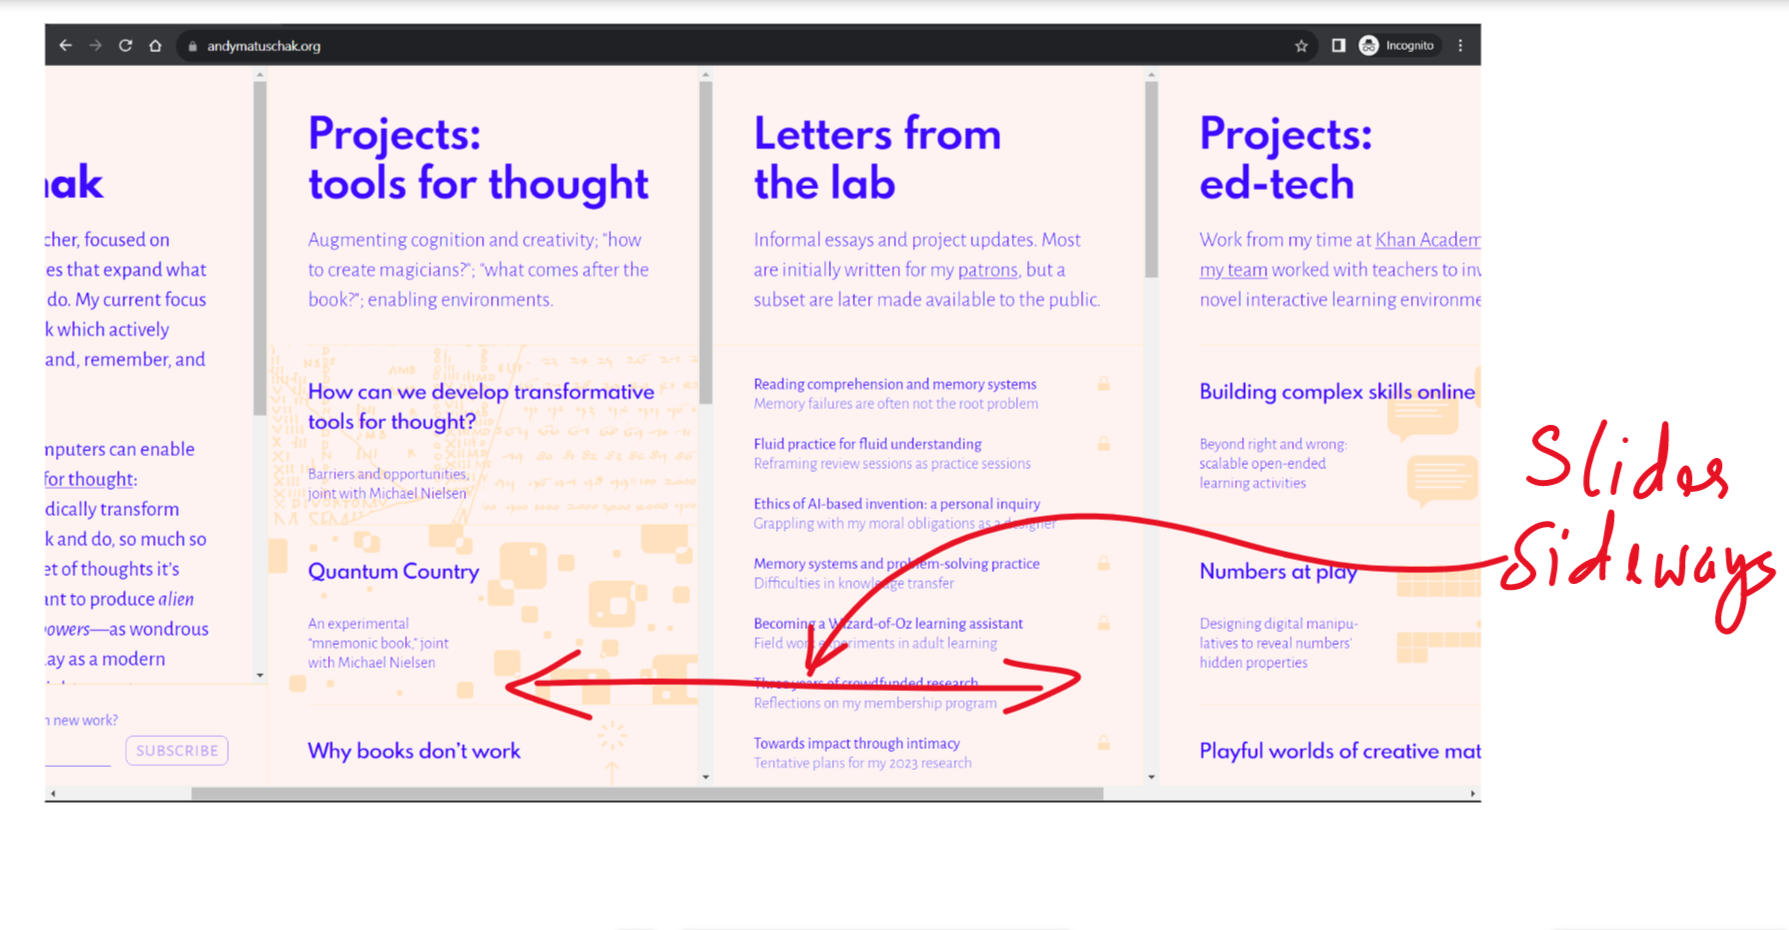 andymatuschak.org
Incognito
ak
cher, focused on
es that expand what
do. My current focus
k which actively
and, remember, and
mputers can enable
for thought:
dically transform
k and do, so much so
et of thoughts it's
ant to produce alien
powers—as wondrous
ay as a modern
n new work?
SUBSCRIBE
Projects:
tools for thought
Augmenting cognition and creativity; “how
to create magicians?”; “what comes after the
book?”; enabling environments.
How can we develop transformative
tools for thought?
Barriers and opportunities,
joint with Michael Nielsen
Quantum Country
An experimental
“mnemonic book,” joint
with Michael Nielsen
Why books don’t work
Letters from
the lab
Informal essays and project updates. Most
are initially written for my patrons, but a
subset are later made available to the public.
Reading comprehension and memory systems
Memory failures are often not the root problem
Fluid practice for fluid understanding
Reframing review sessions as practice sessions
Ethics of AI-based invention: a personal inquiry
Grappling with my moral obligations as a designer
Memory systems and problem-solving practice
Difficulties in knowledge transfer
Becoming a Wizard-of-Oz learning assistant
Field work experiments in adult learning
Three years of crowdfunded research
Reflections on my membership program
Towards impact through intimacy
Tentative plans for my 2023 research
Projects:
ed-tech
Work from my time at Khan Academ
my team worked with teachers to inv
novel interactive learning environme
Building complex skills online
Beyond right and wrong:
scalable open-ended
learning activities
Numbers at play
Designing digital manipu-
latives to reveal numbers’
hidden properties
Playful worlds of creative mat
Slides
Sideways